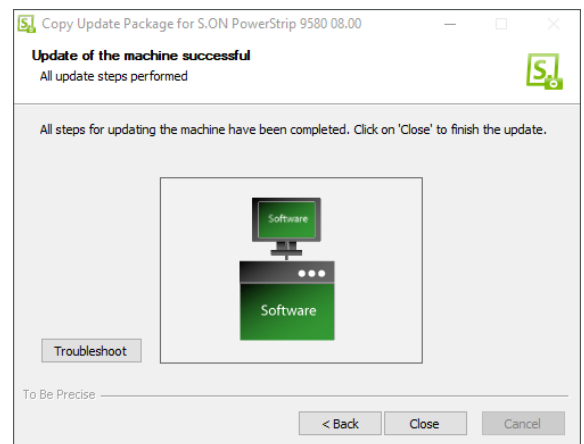 S. Copy Update Package for S.ON PowerStrip 9580 08.00
Update of the machine successful
All update steps performed
S.
All steps for updating the machine have been completed. Click on 'Close' to finish the update.
Software
Software
Troubleshoot
To Be Precise
< Back Close Cancel